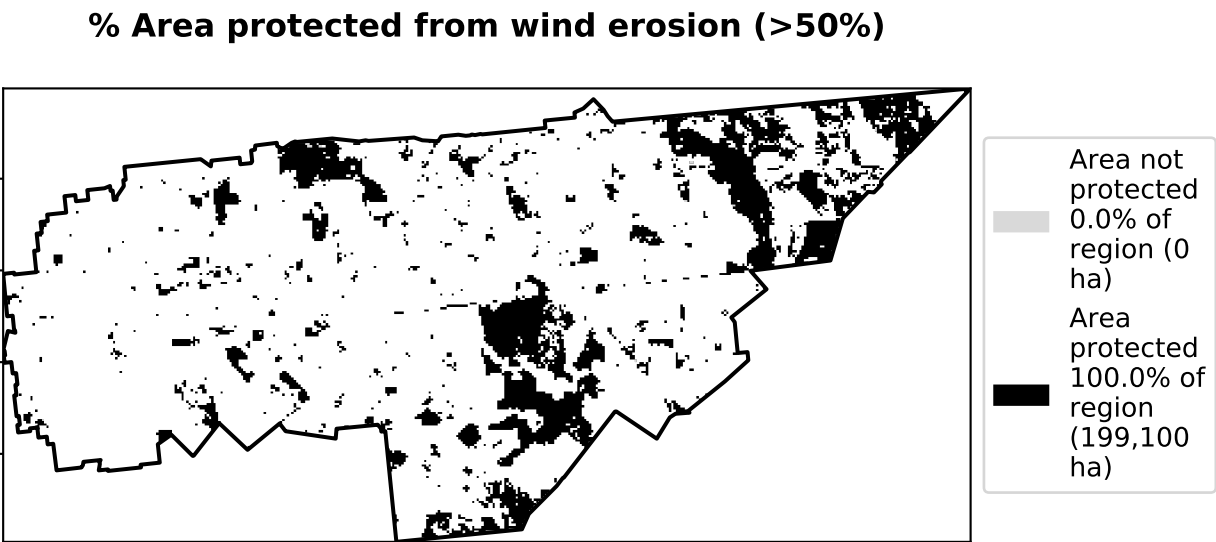 % Area protected from wind erosion (>50%)
Area not
protected
0.0% of
region (0
ha)
Area
protected
100.0% of
region
(199,100
ha)